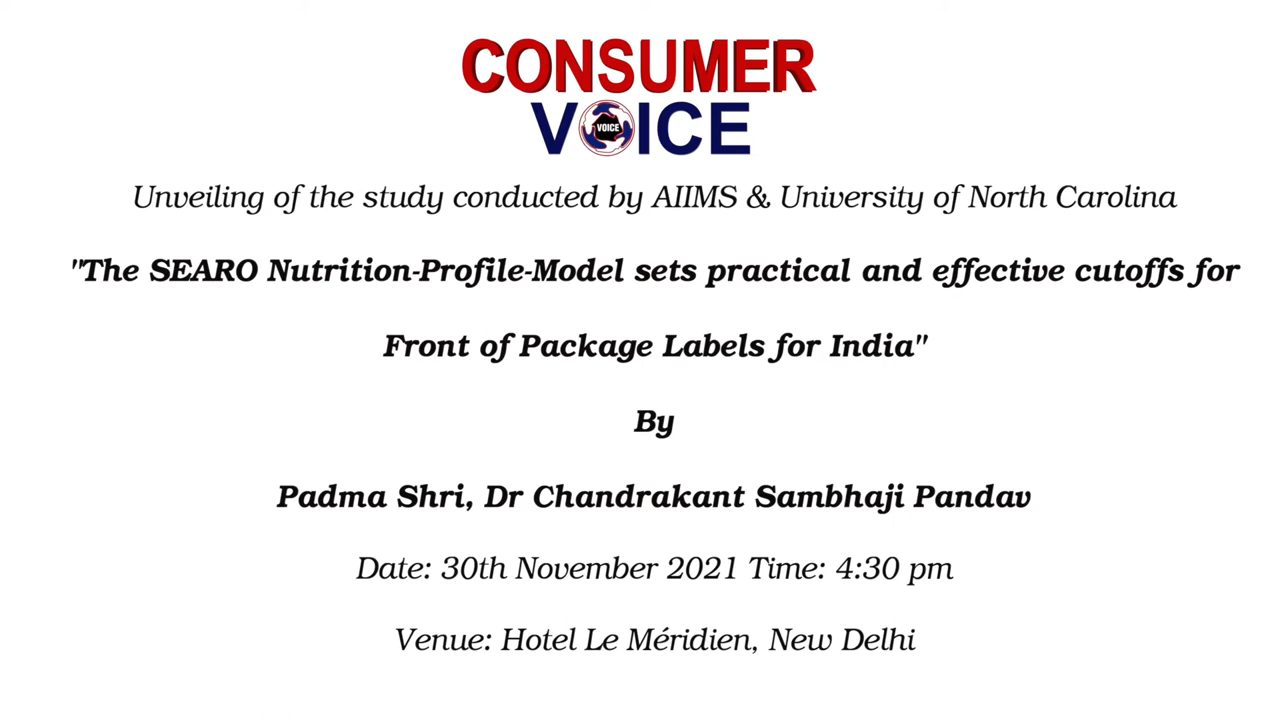 CONSUMER
VOICE
VOICE
Unveiling of the study conducted by AIIMS & University of North Carolina
"The SEARO Nutrition-Profile-Model sets practical and effective cutoffs for
Front of Package Labels for India"
By
Padma Shri, Dr Chandrakant Sambhaji Pandav
Date: 30th November 2021 Time: 4:30 pm
Venue: Hotel Le Méridien, New Delhi